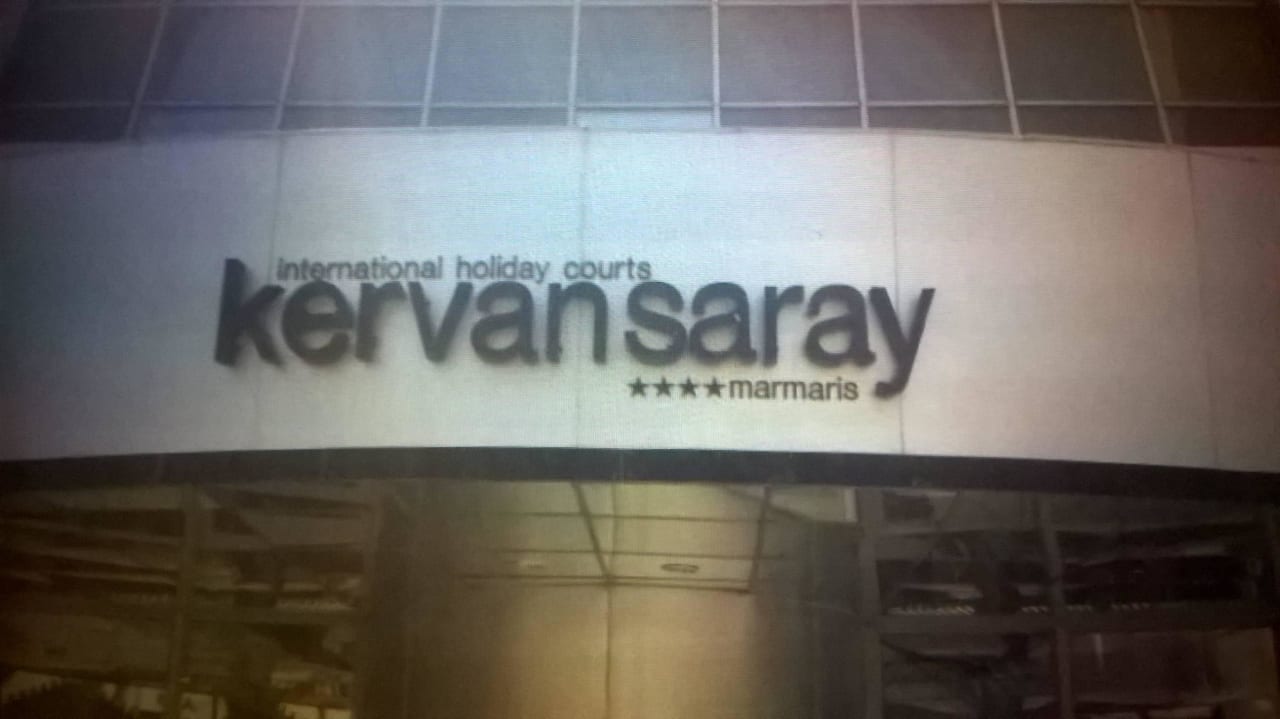 international holiday courts
kervansaray
★★★★marmaris